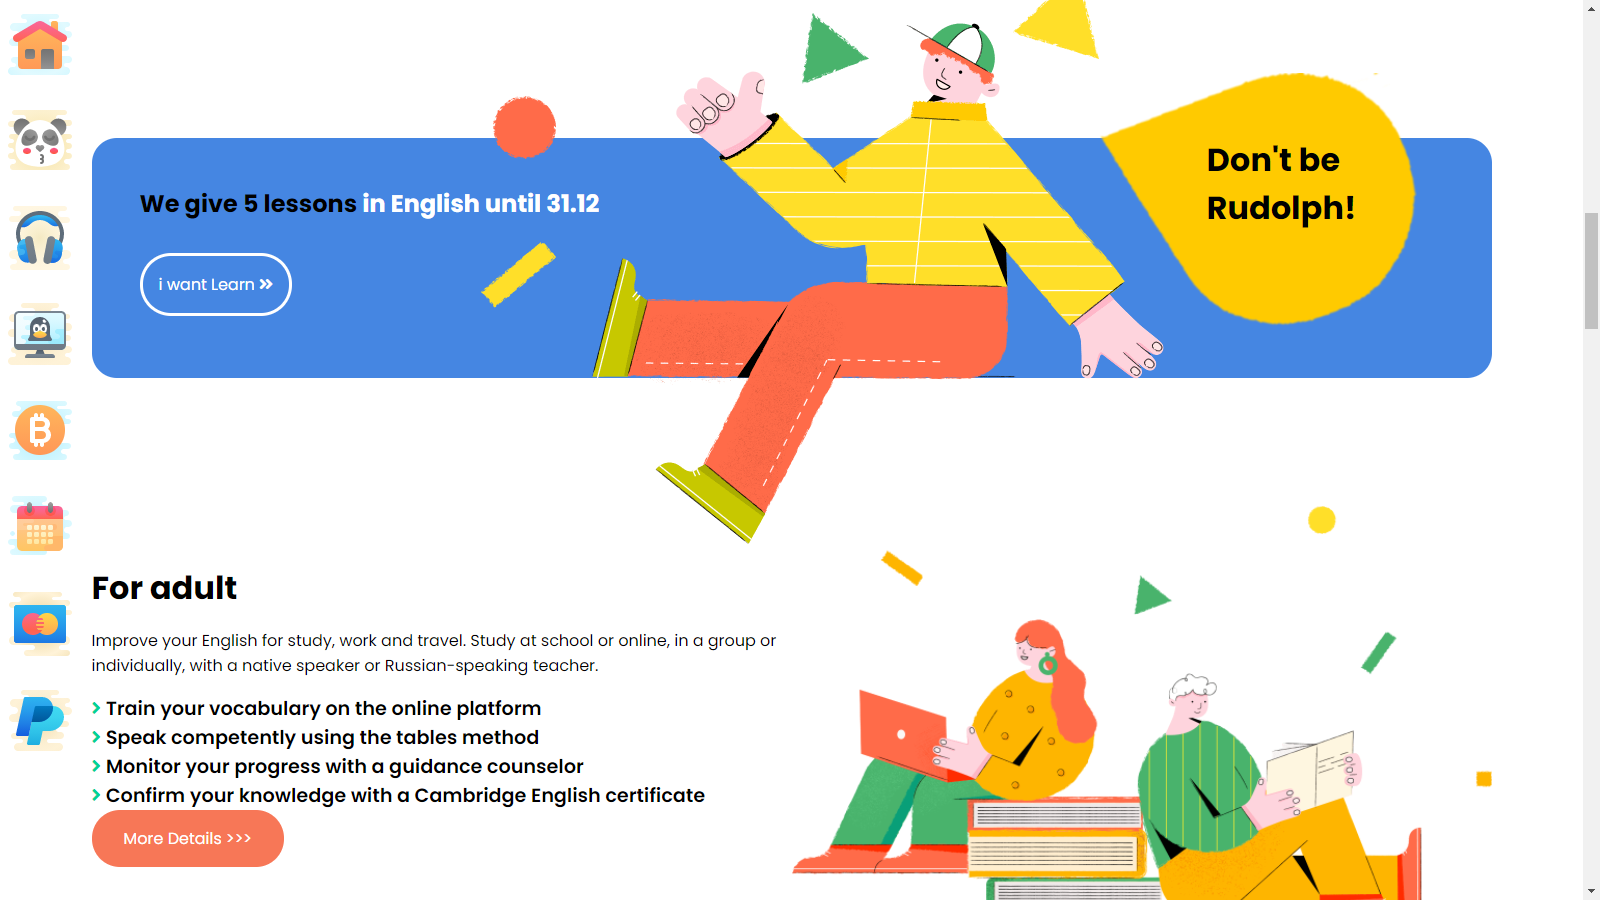 We give 5 lessons in English until 31.12
i want Learn »
Don't be
Rudolph!
For adult
Improve your English for study, work and travel. Study at school or online, in a group or
individually, with a native speaker or Russian-speaking teacher.
Train your vocabulary on the online platform
Speak competently using the tables method
Monitor your progress with a guidance counselor
Confirm your knowledge with a Cambridge English certificate
More Details >>>